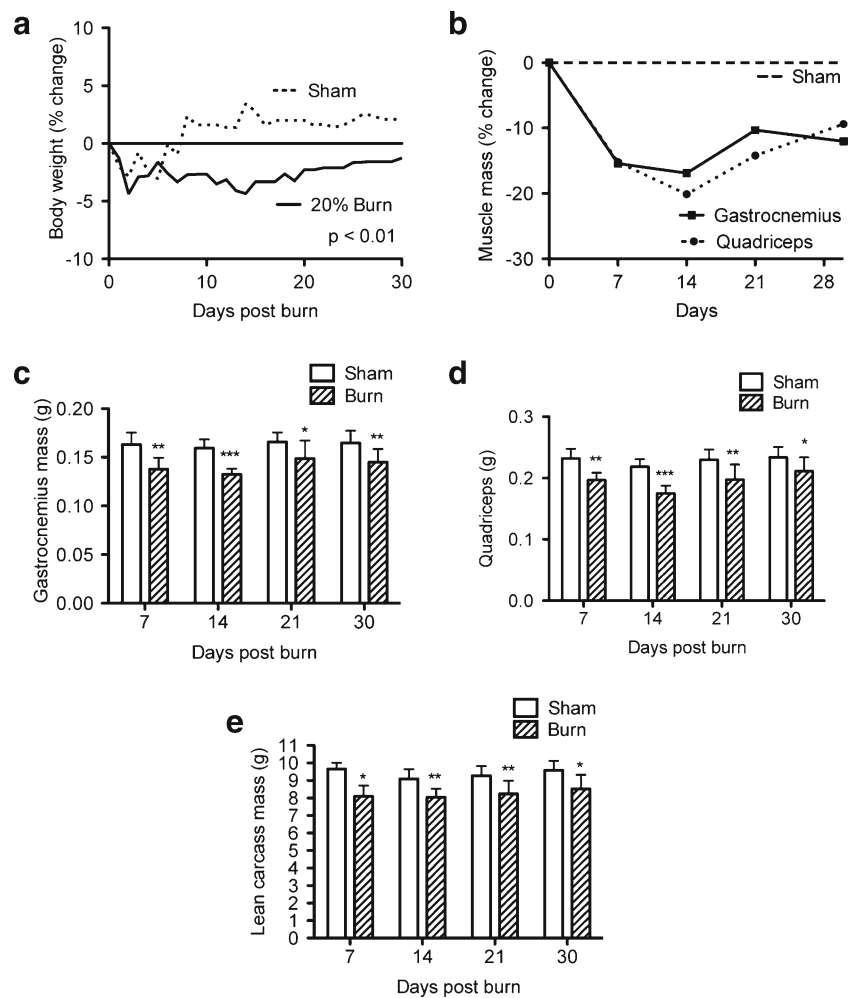 a
10
5
0
-5
-10
Body weight (% change)
Sham
20% Burn
p < 0.01
0 10 20 30
Days post burn
b
0
-10
-20
-30
Muscle mass (% change)
Sham
Gastrocnemius
Quadriceps
0 7 14 21 28
Days
c
Sham
Burn
0.20
0.15
0.10
0.05
0.00
Gastrocnemius mass (g)
** *** * **
7 14 21 30
Days post burn
d
Sham
Burn
0.3
0.2
0.1
0.0
Quadriceps (g)
** *** ** *
7 14 21 30
Days post burn
e
Sham
Burn
11
10
9
8
7
6
5
4
3
2
1
0
Lean carcass mass (g)
* ** ** *
7 14 21 30
Days post burn